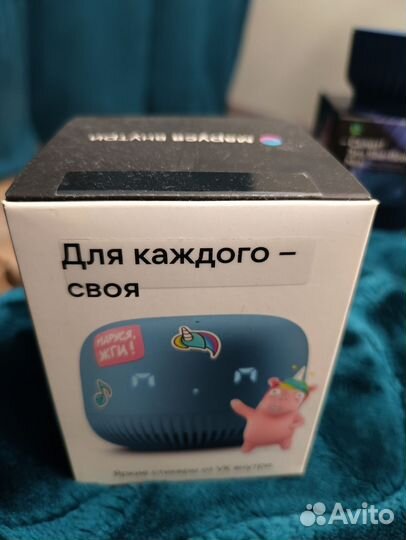 маруся внутри
Для каждого –
своя
МАРУСЯ,
ЖГИ!
Яркие стикеры от VK внутри
Avito